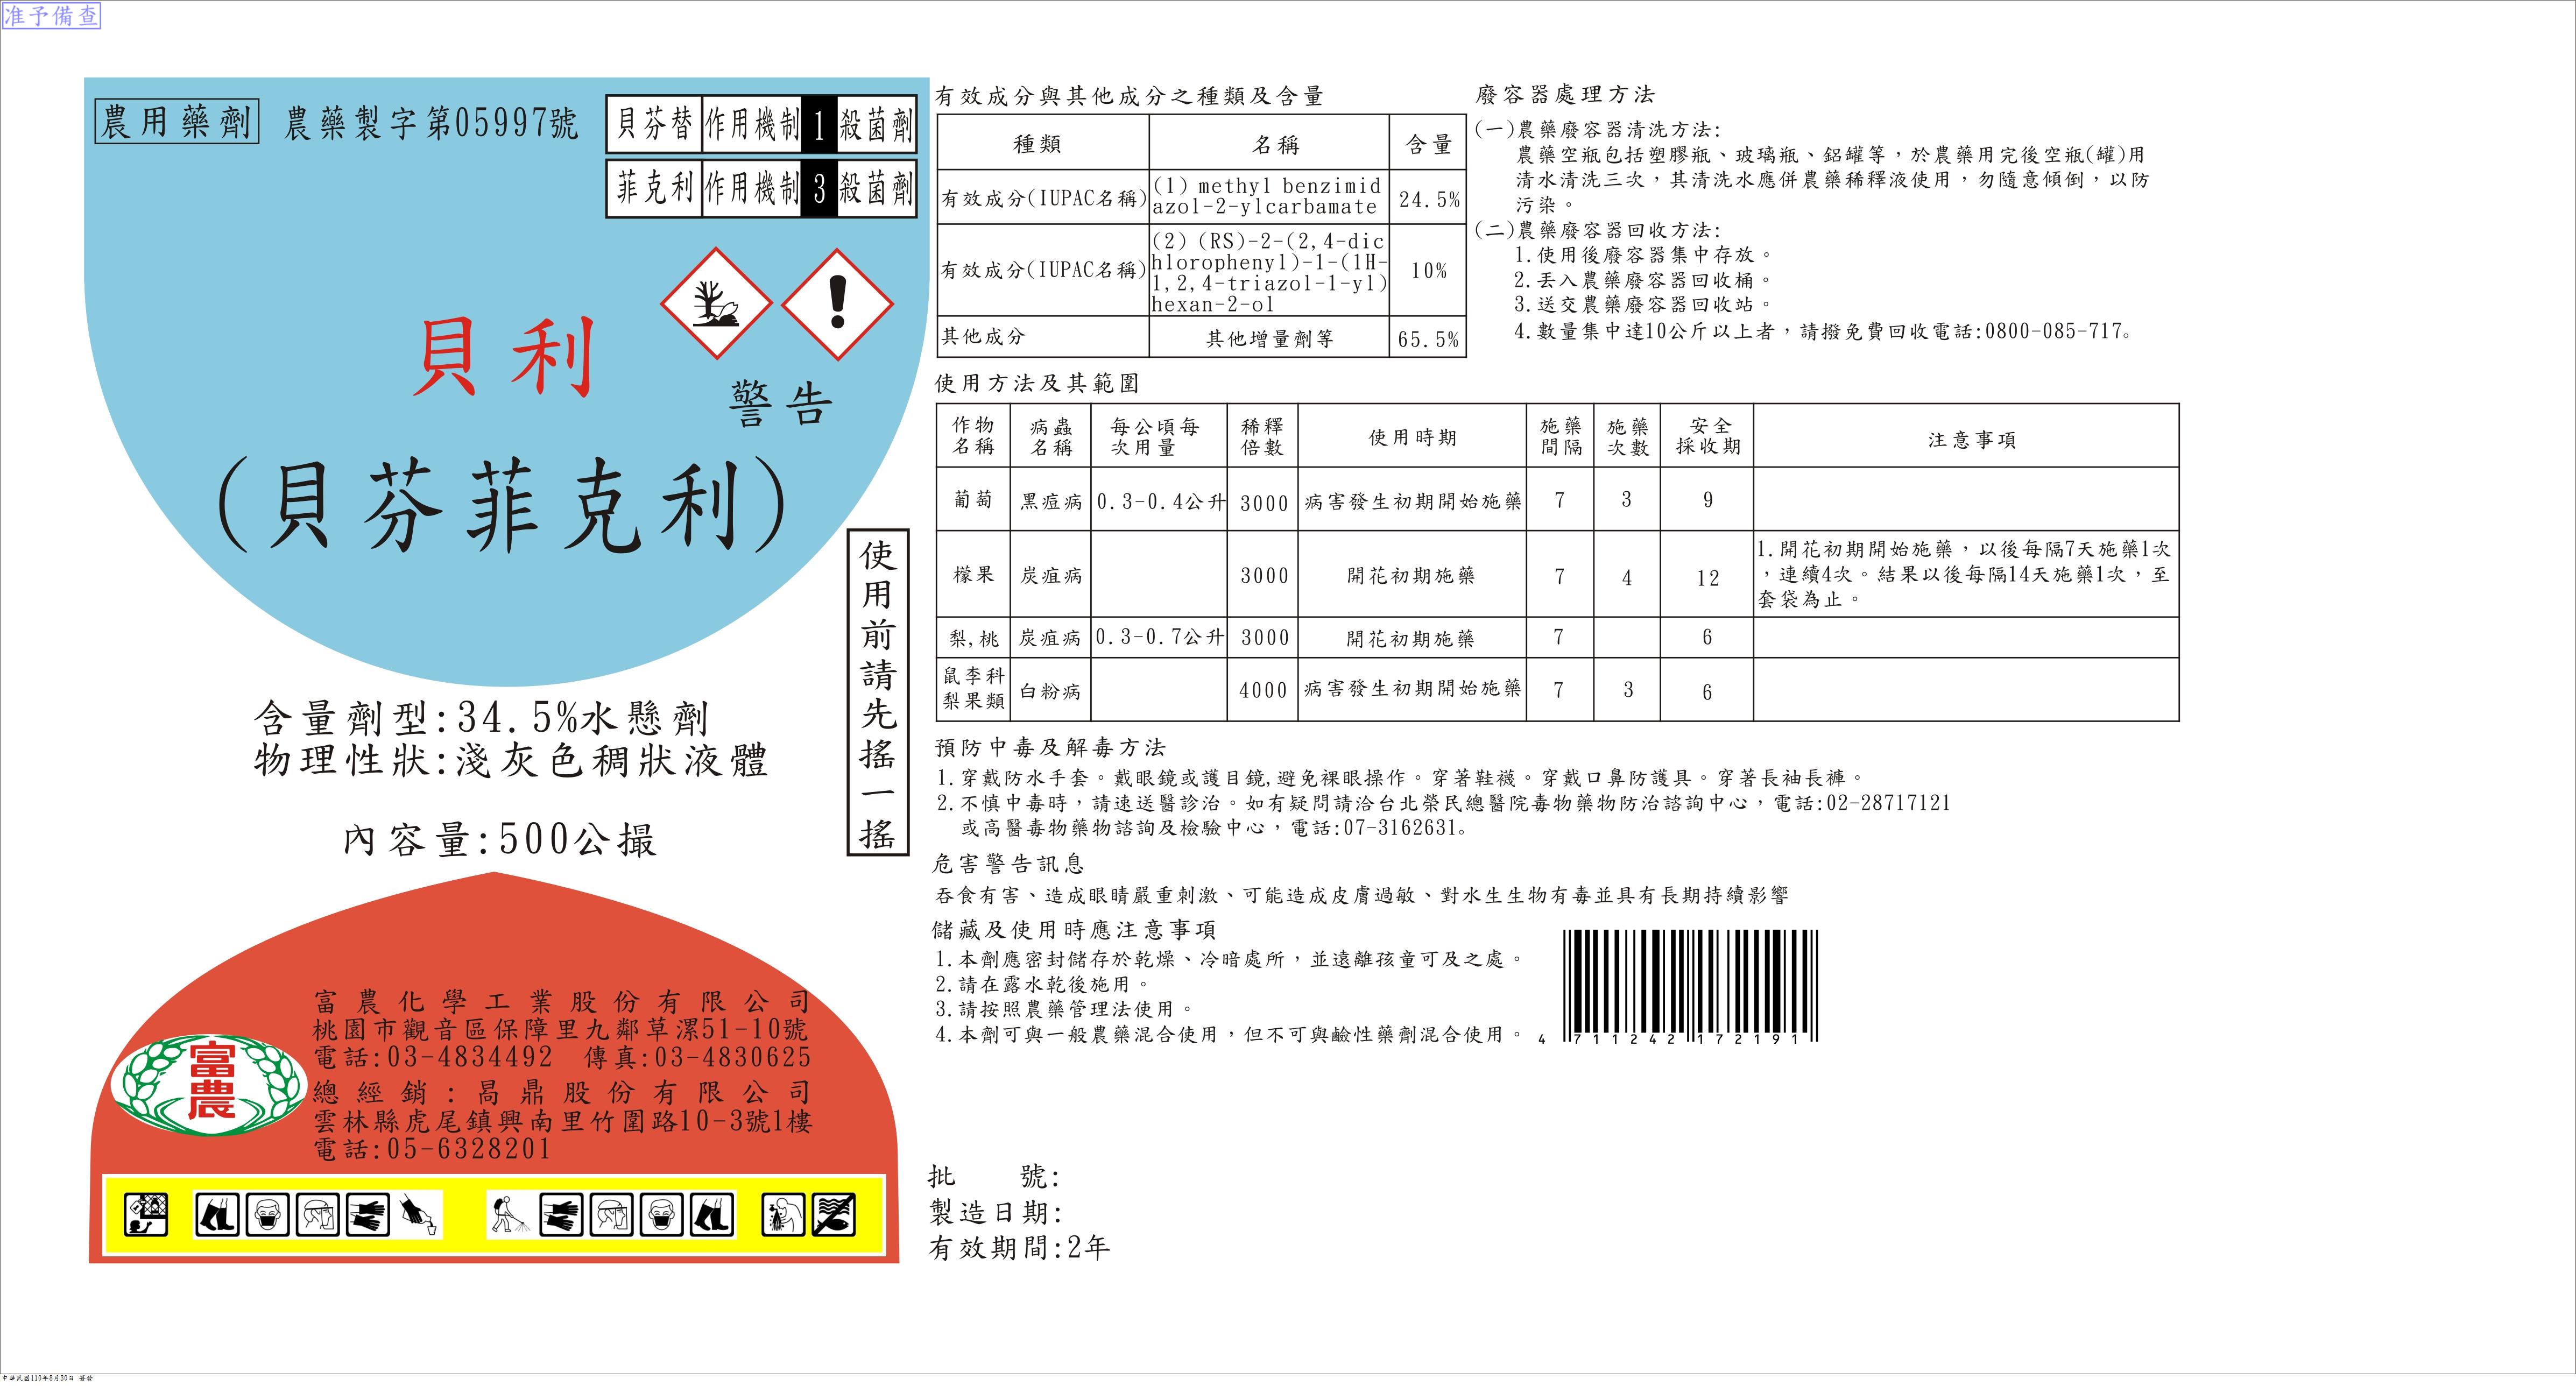 准予備查
農用藥劑 農藥製字第05997號
貝芬替 作用機制 1 殺菌劑
菲克利 作用機制 3 殺菌劑
貝利
警告
(貝芬菲克利)
使用前請先搖一搖
含量劑型:34.5%水懸劑
物理性狀:淺灰色稠狀液體
內容量:500公撮
富農
富農化學工業股份有限公司
桃園市觀音區保障里九鄰草漯51-10號
電話:03-4834492 傳真:03-4830625
總經銷:昺鼎股份有限公司
雲林縣虎尾鎮興南里竹圍路10-3號1樓
電話:05-6328201
有效成分與其他成分之種類及含量
種類 名稱 含量
有效成分(IUPAC名稱) (1) methyl benzimid
azol-2-ylcarbamate 24.5%
有效成分(IUPAC名稱) (2) (RS)-2-(2,4-dic
hlorophenyl)-1-(1H-
1,2,4-triazol-1-yl)
hexan-2-ol 10%
其他成分 其他增量劑等 65.5%
廢容器處理方法
(一)農藥廢容器清洗方法:
農藥空瓶包括塑膠瓶、玻璃瓶、鋁罐等，於農藥用完後空瓶(罐)用
清水清洗三次，其清洗水應併農藥稀釋液使用，勿隨意傾倒，以防
污染。
(二)農藥廢容器回收方法:
1.使用後廢容器集中存放。
2.丟入農藥廢容器回收桶。
3.送交農藥廢容器回收站。
4.數量集中達10公斤以上者，請撥免費回收電話:0800-085-717。
使用方法及其範圍
作物名稱 病蟲名稱 每公頃每次用量 稀釋倍數 使用時期 施藥間隔 施藥次數 安全採收期 注意事項
葡萄 黑痘病 0.3-0.4公升 3000 病害發生初期開始施藥 7 3 9
檬果 炭疽病 3000 開花初期施藥 7 4 12 1.開花初期開始施藥，以後每隔7天施藥1次
，連續4次。結果以後每隔14天施藥1次，至
套袋為止。
梨,桃 炭疽病 0.3-0.7公升 3000 開花初期施藥 7 6
鼠李科梨果類 白粉病 4000 病害發生初期開始施藥 7 3 6
預防中毒及解毒方法
1.穿戴防水手套。戴眼鏡或護目鏡,避免裸眼操作。穿著鞋襪。穿戴口鼻防護具。穿著長袖長褲。
2.不慎中毒時，請速送醫診治。如有疑問請洽台北榮民總醫院毒物藥物防治諮詢中心，電話:02-28717121
或高醫毒物藥物諮詢及檢驗中心，電話:07-3162631。
危害警告訊息
吞食有害、造成眼睛嚴重刺激、可能造成皮膚過敏、對水生生物有毒並具有長期持續影響
儲藏及使用時應注意事項
1.本劑應密封儲存於乾燥、冷暗處所，並遠離孩童可及之處。
2.請在露水乾後施用。
3.請按照農藥管理法使用。
4.本劑可與一般農藥混合使用，但不可與鹼性藥劑混合使用。
4 711242 172191
批 號:
製造日期:
有效期間:2年
中華民國110年8月30日 簽發